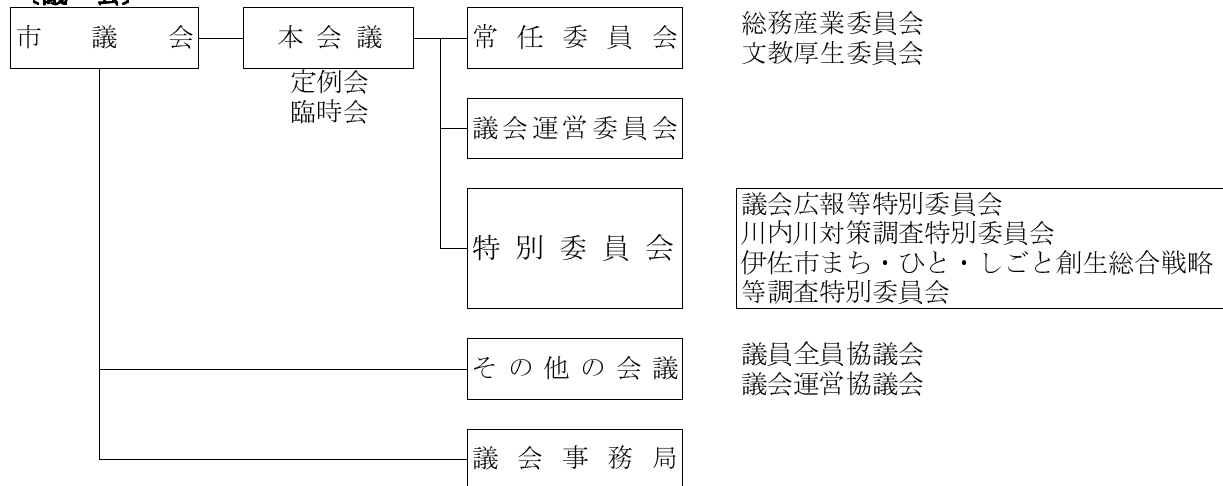 市議会
本会議
定例会
臨時会
常任委員会
総務産業委員会
文教厚生委員会
議会運営委員会
特別委員会
議会広報等特別委員会
川内川対策調査特別委員会
伊佐市まち・ひと・しごと創生総合戦略
等調査特別委員会
その他の会議
議員全員協議会
議会運営協議会
議会事務局